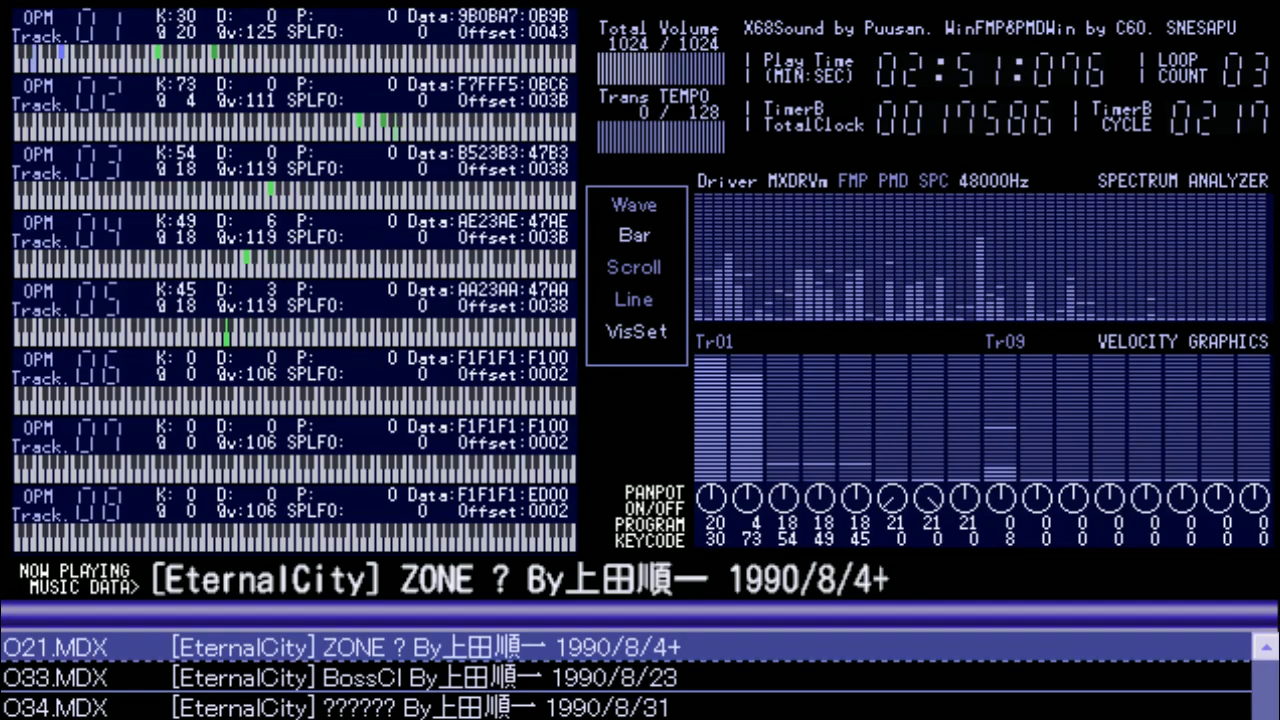 OPM Track. 01 K:30 D: 0 P: 0 Data:9B0BA7:0B9B
@ 20 @v:125 SPLFO: 0 Offset:0043
OPM Track. 02 K:73 D: 0 P: 0 Data:F7FFF5:0BC6
@ 4 @v:111 SPLFO: 0 Offset:003B
OPM Track. 03 K:54 D: 0 P: 0 Data:B523B3:47B3
@ 18 @v:119 SPLFO: 0 Offset:0038
OPM Track. 04 K:49 D: 6 P: 0 Data:AE23AE:47AE
@ 18 @v:119 SPLFO: 0 Offset:003B
OPM Track. 05 K:45 D: 3 P: 0 Data:AA23AA:47AA
@ 18 @v:119 SPLFO: 0 Offset:0038
OPM Track. 06 K: 0 D: 0 P: 0 Data:F1F1F1:F100
@ 0 @v:106 SPLFO: 0 Offset:0002
OPM Track. 07 K: 0 D: 0 P: 0 Data:F1F1F1:F100
@ 0 @v:106 SPLFO: 0 Offset:0002
OPM Track. 08 K: 0 D: 0 P: 0 Data:F1F1F1:ED00
@ 0 @v:106 SPLFO: 0 Offset:0002
Total Volume
1024 / 1024
Trans TEMPO
0 / 128
X68Sound by Puusan. WinFMP&PMDWin by C60. SNESAPU
Play Time (MIN:SEC) 02:51:076 LOOP COUNT 03
TimerB TotalClock 0017586 TimerB CYCLE 0217
Wave
Bar
Scroll
Line
VisSet
Driver MXDRVm FMP PMD SPC 48000Hz SPECTRUM ANALYZER
Tr01 Tr09 VELOCITY GRAPHICS
PANPOT
ON/OFF
PROGRAM 20 4 18 18 18 21 21 21 0 0 0 0 0 0 0 0
KEYCODE 30 73 54 49 45 0 0 0 8 0 0 0 0 0 0 0
NOW PLAYING MUSIC DATA> [EternalCity] ZONE ? By上田順一 1990/8/4+
021.MDX [EternalCity] ZONE ? By上田順一 1990/8/4+
033.MDX [EternalCity] BossCl By上田順一 1990/8/23
034.MDX [EternalCity] ?????? By上田順一 1990/8/31